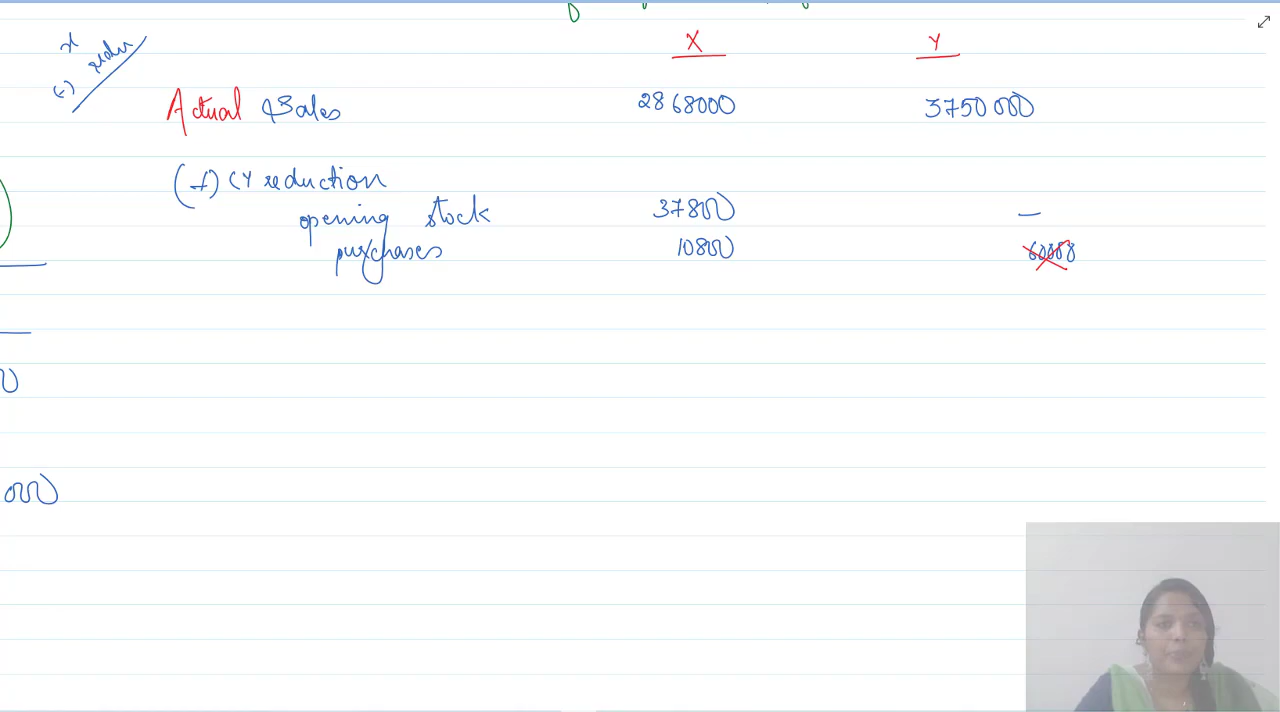 X Y
Actual Sales 2868000 3750000
(+) CY reduction
opening stock 37800 —
purchases 10800